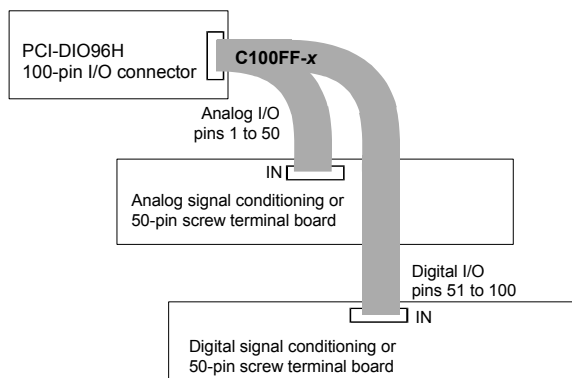 PCI-DIO96H
100-pin I/O connector
C100FF-x
Analog I/O
pins 1 to 50
IN
Analog signal conditioning or
50-pin screw terminal board
Digital I/O
pins 51 to 100
IN
Digital signal conditioning or
50-pin screw terminal board